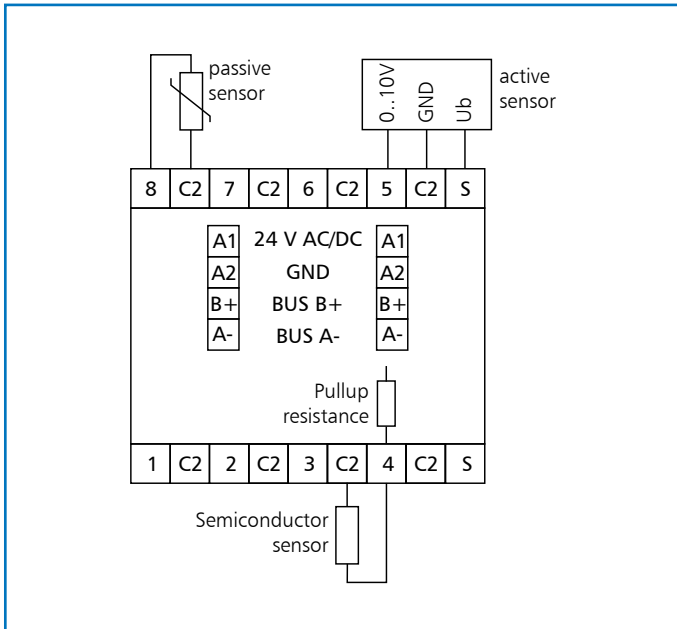 passive
sensor
0..10V
GND
Ub
active
sensor
8 C2 7 C2 6 C2 5 C2 S
A1 24 V AC/DC A1
A2 GND A2
B+ BUS B+ B+
A- BUS A- A-
Pullup
resistance
1 C2 2 C2 3 C2 4 C2 S
Semiconductor
sensor